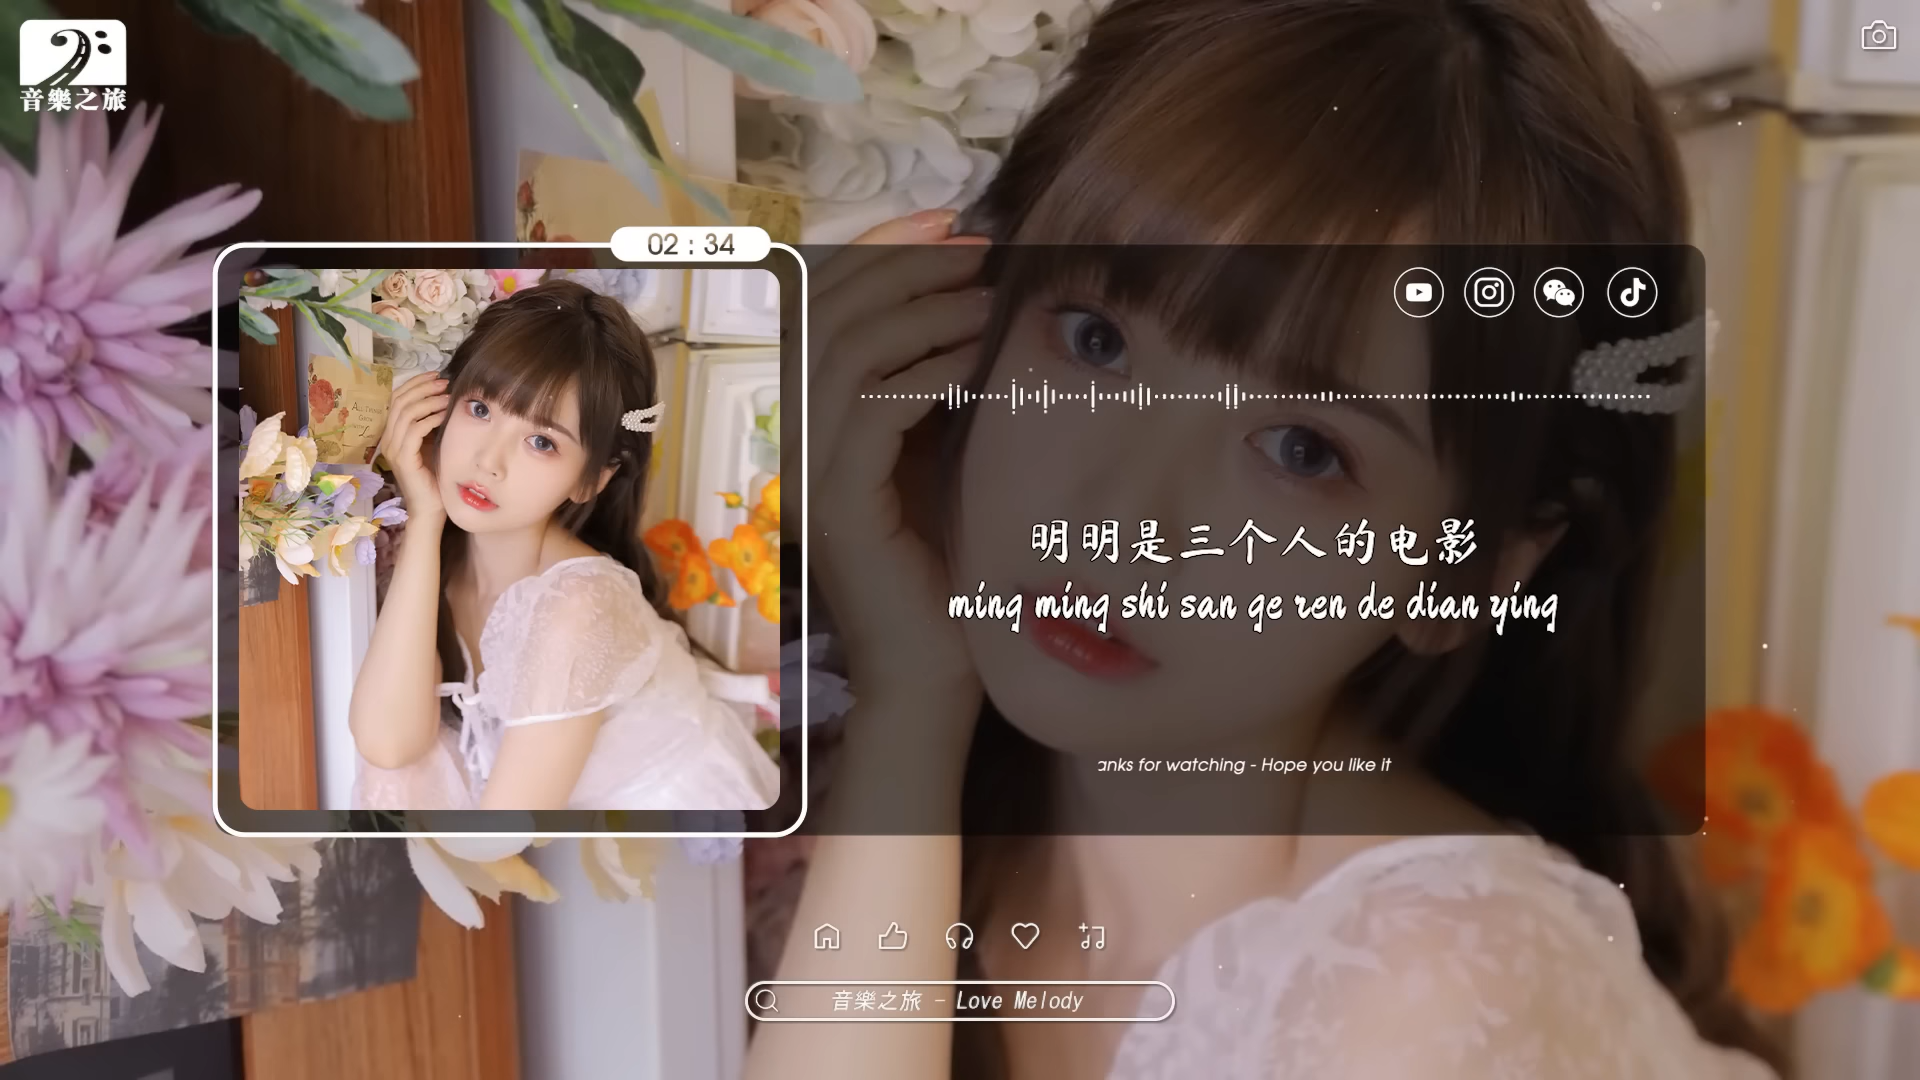 音樂之旅
02 : 34
明明是三个人的电影
ming ming shi san ge ren de dian ying
anks for watching - Hope you like it
音樂之旅 - Love Melody